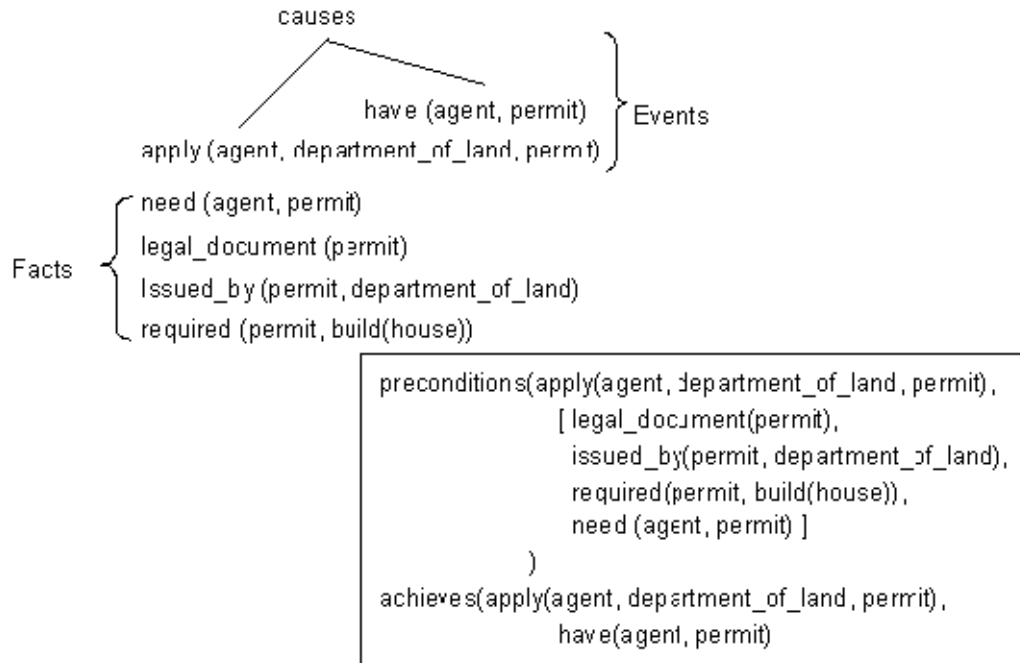 causes
have (agent, permit)
Events
apply (agent, department_of_land, permit)
need (agent, permit)
legal_document (permit)
Facts
Issued_by (permit, department_of_land)
required (permit, build(house))
preconditions(apply(agent, department_of_land, permit),
[ legal_document(permit),
issued_by(permit, department_of_land),
required(permit, build(house)),
need (agent, permit) ]
)
achieves(apply(agent, department_of_land, permit),
have(agent, permit)